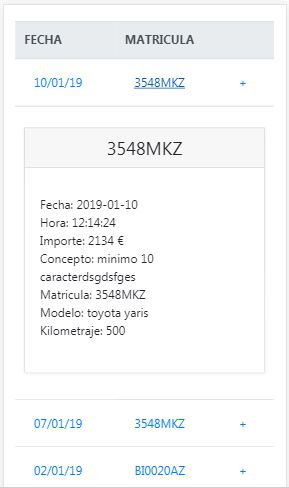 FECHA MATRICULA
10/01/19 3548MKZ +
3548MKZ
Fecha: 2019-01-10
Hora: 12:14:24
Importe: 2134 €
Concepto: minimo 10
caracterdsgdsfges
Matricula: 3548MKZ
Modelo: toyota yaris
Kilometraje: 500
07/01/19 3548MKZ +
02/01/19 BI0020AZ +